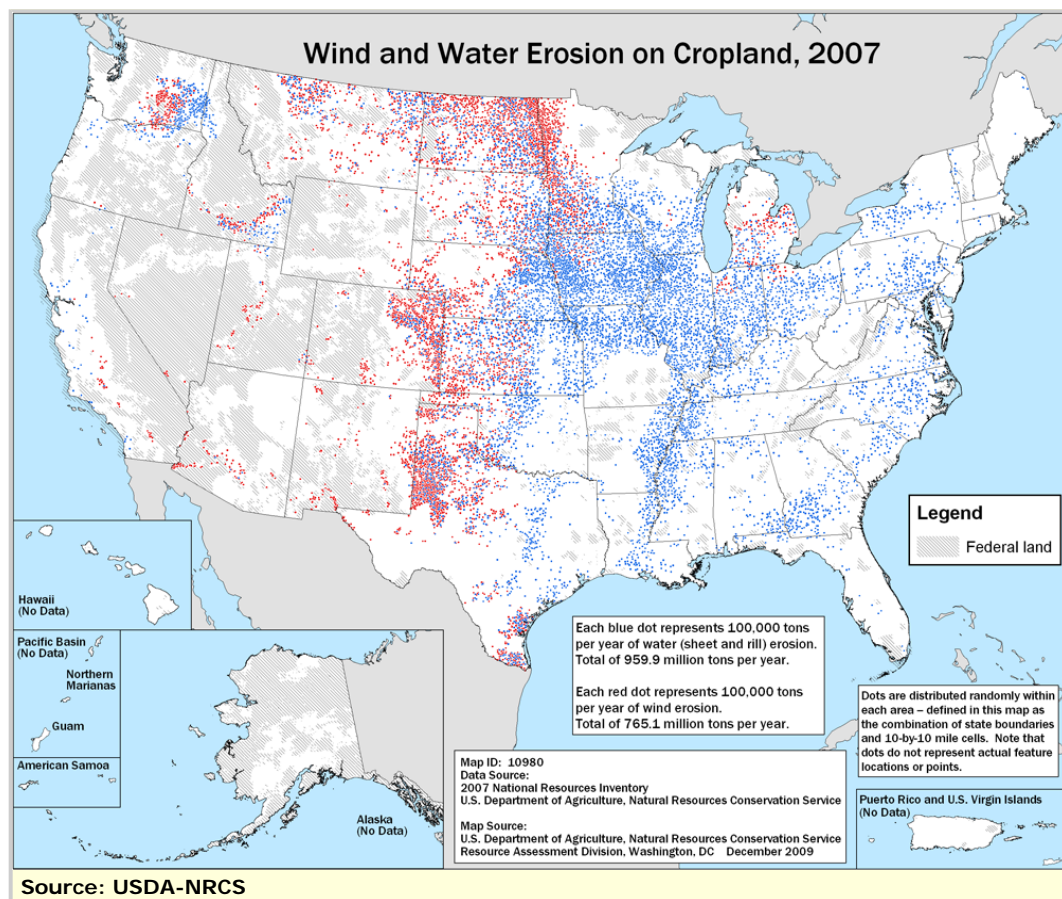 Wind and Water Erosion on Cropland, 2007
Legend
Federal land
Hawaii
(No Data)
Pacific Basin
(No Data)
Northern
Marianas
Guam
American Samoa
Alaska
(No Data)
Each blue dot represents 100,000 tons
per year of water (sheet and rill) erosion.
Total of 959.9 million tons per year.
Each red dot represents 100,000 tons
per year of wind erosion.
Total of 765.1 million tons per year.
Dots are distributed randomly within
each area – defined in this map as
the combination of state boundaries
and 10-by-10 mile cells.  Note that
dots do not represent actual feature
locations or points.
Map ID:  10980
Data Source:
2007 National Resources Inventory
U.S. Department of Agriculture, Natural Resources Conservation Service
Map Source:
U.S. Department of Agriculture, Natural Resources Conservation Service
Resource Assessment Division, Washington, DC    December 2009
Puerto Rico and U.S. Virgin Islands
(No Data)
Source: USDA-NRCS